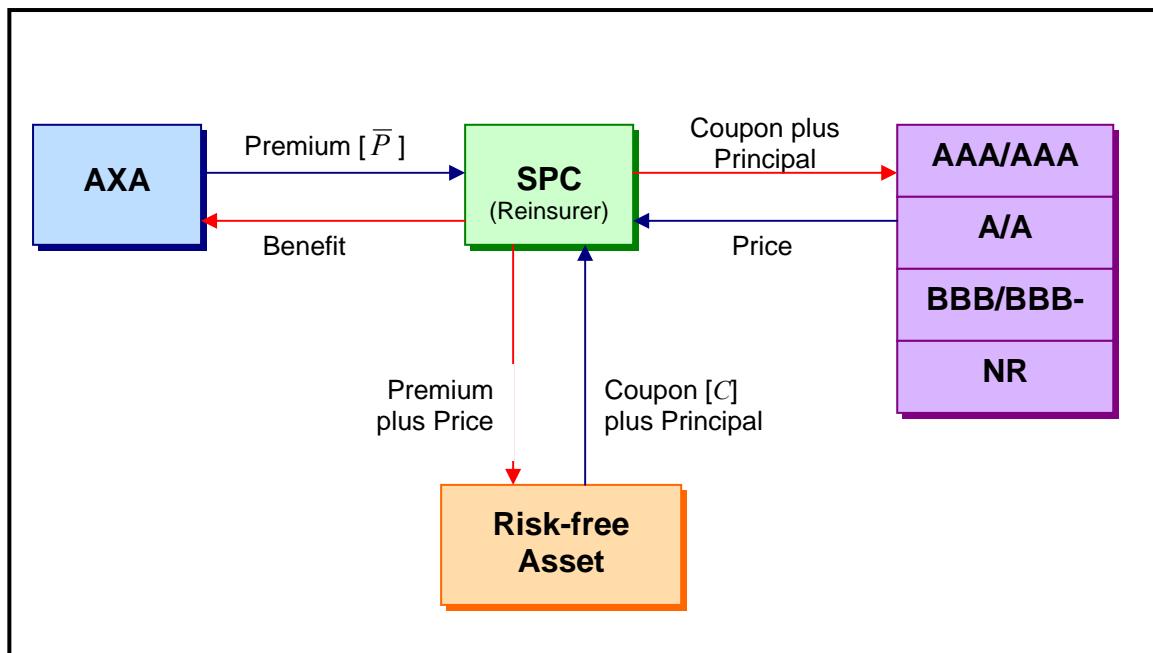 AXA
Premium [ P̅ ]
Benefit
SPC
(Reinsurer)
Coupon plus
Principal
Price
AAA/AAA
A/A
BBB/BBB-
NR
Premium
plus Price
Coupon [C]
plus Principal
Risk-free
Asset